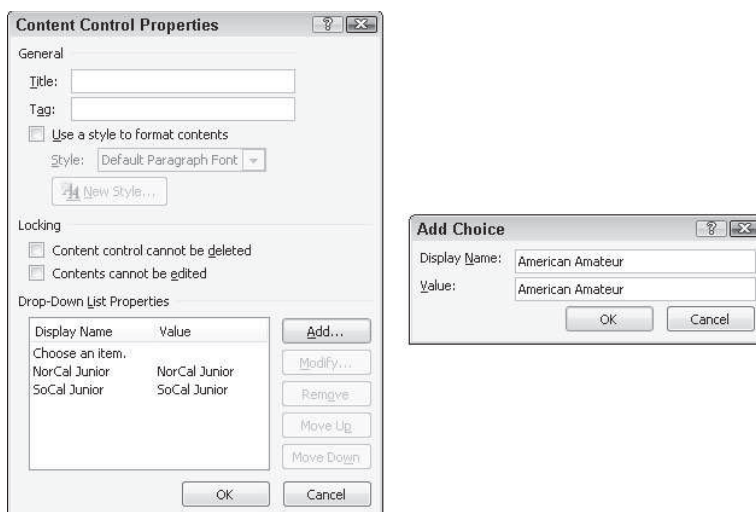 Content Control Properties
General
Title:
Tag:
Use a style to format contents
Style: Default Paragraph Font
New Style...
Locking
Content control cannot be deleted
Contents cannot be edited
Drop-Down List Properties
Display Name Value
Choose an item.
NorCal Junior NorCal Junior
SoCal Junior SoCal Junior
Add...
Modify...
Remove
Move Up
Move Down
OK Cancel
Add Choice
Display Name: American Amateur
Value: American Amateur
OK Cancel